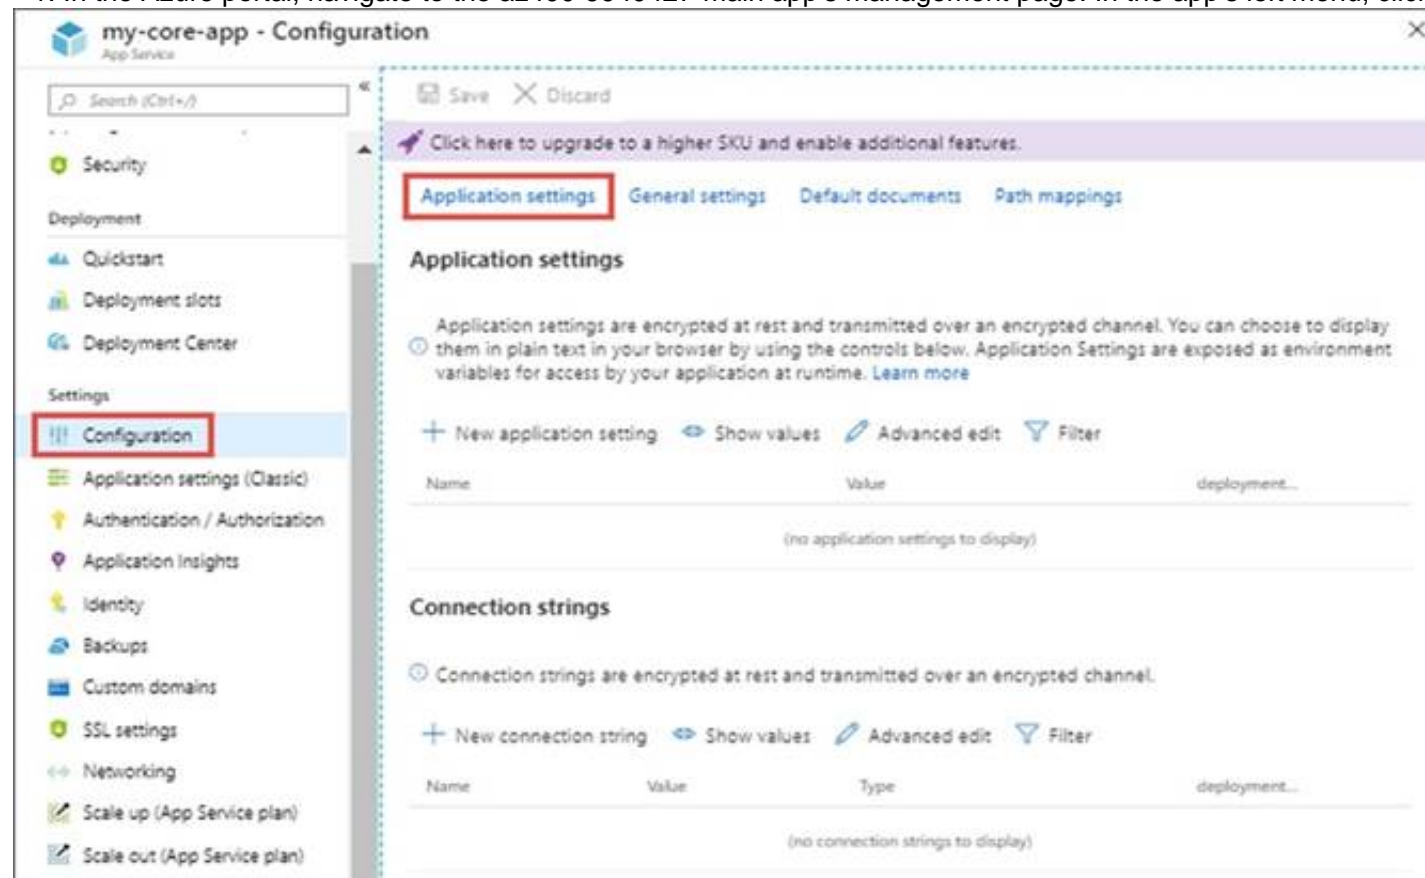 my-core-app - Configuration
App Service
Search (Ctrl+/)
Security
Deployment
Quickstart
Deployment slots
Deployment Center
Settings
Configuration
Application settings (Classic)
Authentication / Authorization
Application Insights
Identity
Backups
Custom domains
SSL settings
Networking
Scale up (App Service plan)
Scale out (App Service plan)
Save Discard
Click here to upgrade to a higher SKU and enable additional features.
Application settings General settings Default documents Path mappings
Application settings
Application settings are encrypted at rest and transmitted over an encrypted channel. You can choose to display
them in plain text in your browser by using the controls below. Application Settings are exposed as environment
variables for access by your application at runtime. Learn more
New application setting Show values Advanced edit Filter
Name Value deployment...
(no application settings to display)
Connection strings
Connection strings are encrypted at rest and transmitted over an encrypted channel.
New connection string Show values Advanced edit Filter
Name Value Type deployment...
(no connection strings to display)